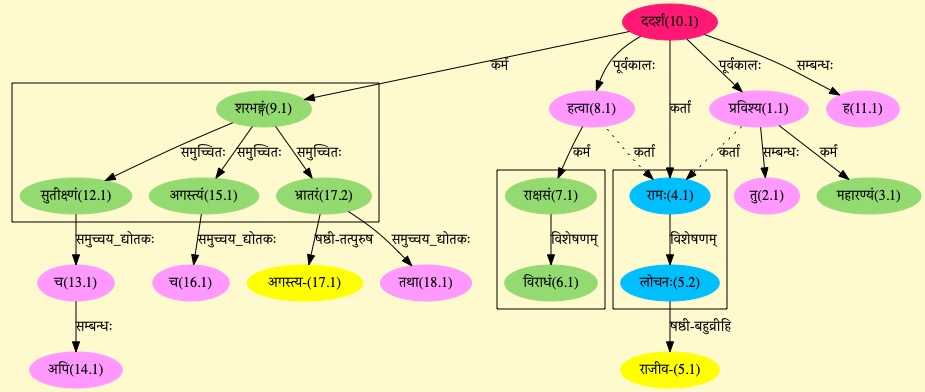 ददर्श(10.1)
कर्म पूर्वकालः कर्ता पूर्वकालः सम्बन्धः
शरभङ्गं(9.1) हत्वा(8.1) प्रविश्य(1.1) ह(11.1)
समुच्चितः समुच्चितः समुच्चितः कर्म कर्ता कर्ता सम्बन्धः कर्म
सुतीक्ष्णं(12.1) अगस्त्यं(15.1) भ्रातरं(17.2) राक्षसं(7.1) रामः(4.1) तु(2.1) महारण्यं(3.1)
समुच्चय_द्योतकः समुच्चय_द्योतकः षष्ठी-तत्पुरुष समुच्चय_द्योतकः विशेषणम् विशेषणम्
च(13.1) च(16.1) अगस्त्य-(17.1) तथा(18.1) विराधं(6.1) लोचनः(5.2)
सम्बन्धः षष्ठी-बहुव्रीहि
अपि(14.1) राजीव-(5.1)